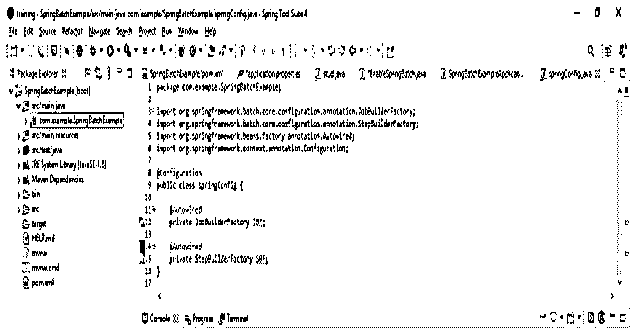 training - SpringBatchExample/src/main/java/com/example/SpringBatchExample/springConfig.java - Spring Tool Suite 4
File Edit Source Refactor Navigate Search Project Run Window Help
Package Explorer
SpringBatchExample/pom.xml
application.properties
stud.java
EnableSpringBatch.java
SpringBatchExampleApplicati...
springConfig.java
SpringBatchExample [boot]
src/main/java
com.example.SpringBatchExample
src/main/resources
src/test/java
JRE System Library [JavaSE-1.8]
Maven Dependencies
bin
src
target
HELP.md
mvnw
mvnw.cmd
pom.xml
1 package com.example.SpringBatchExample;
2
3 import org.springframework.batch.core.configuration.annotation.JobBuilderFactory;
4 import org.springframework.batch.core.configuration.annotation.StepBuilderFactory;
5 import org.springframework.beans.factory.annotation.Autowired;
6 import org.springframework.context.annotation.Configuration;
7
8 @Configuration
9 public class springConfig {
10
11 @Autowired
12 private JobBuilderFactory
13
14 @Autowired
15 private StepBuilderFactory
16 }
17
Console Progress Terminal